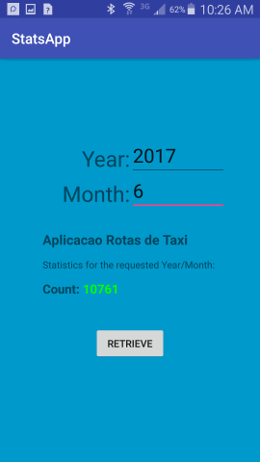 3G 62% 10:26 AM
StatsApp
Year: 2017
Month: 6
Aplicacao Rotas de Taxi
Statistics for the requested Year/Month:
Count: 10761
RETRIEVE